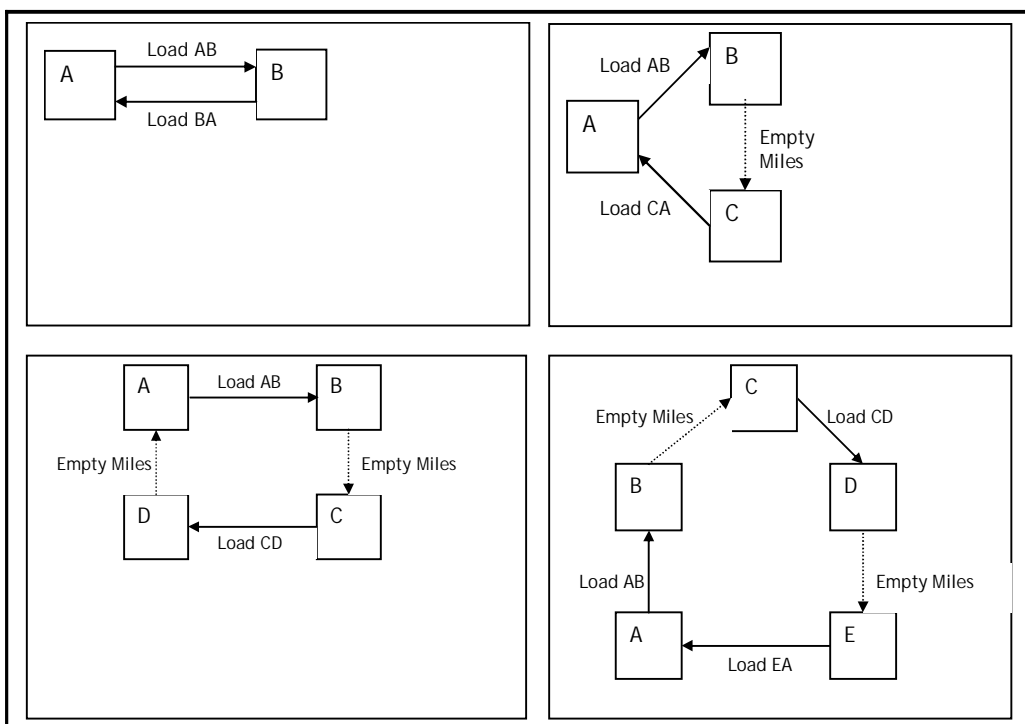 Load AB
A
B
Load BA
B
Load AB
A
Empty
Miles
C
Load CA
A
Load AB
B
Empty Miles
Empty Miles
D
C
Load CD
C
Empty Miles
Load CD
B
D
Load AB
Empty Miles
A
E
Load EA